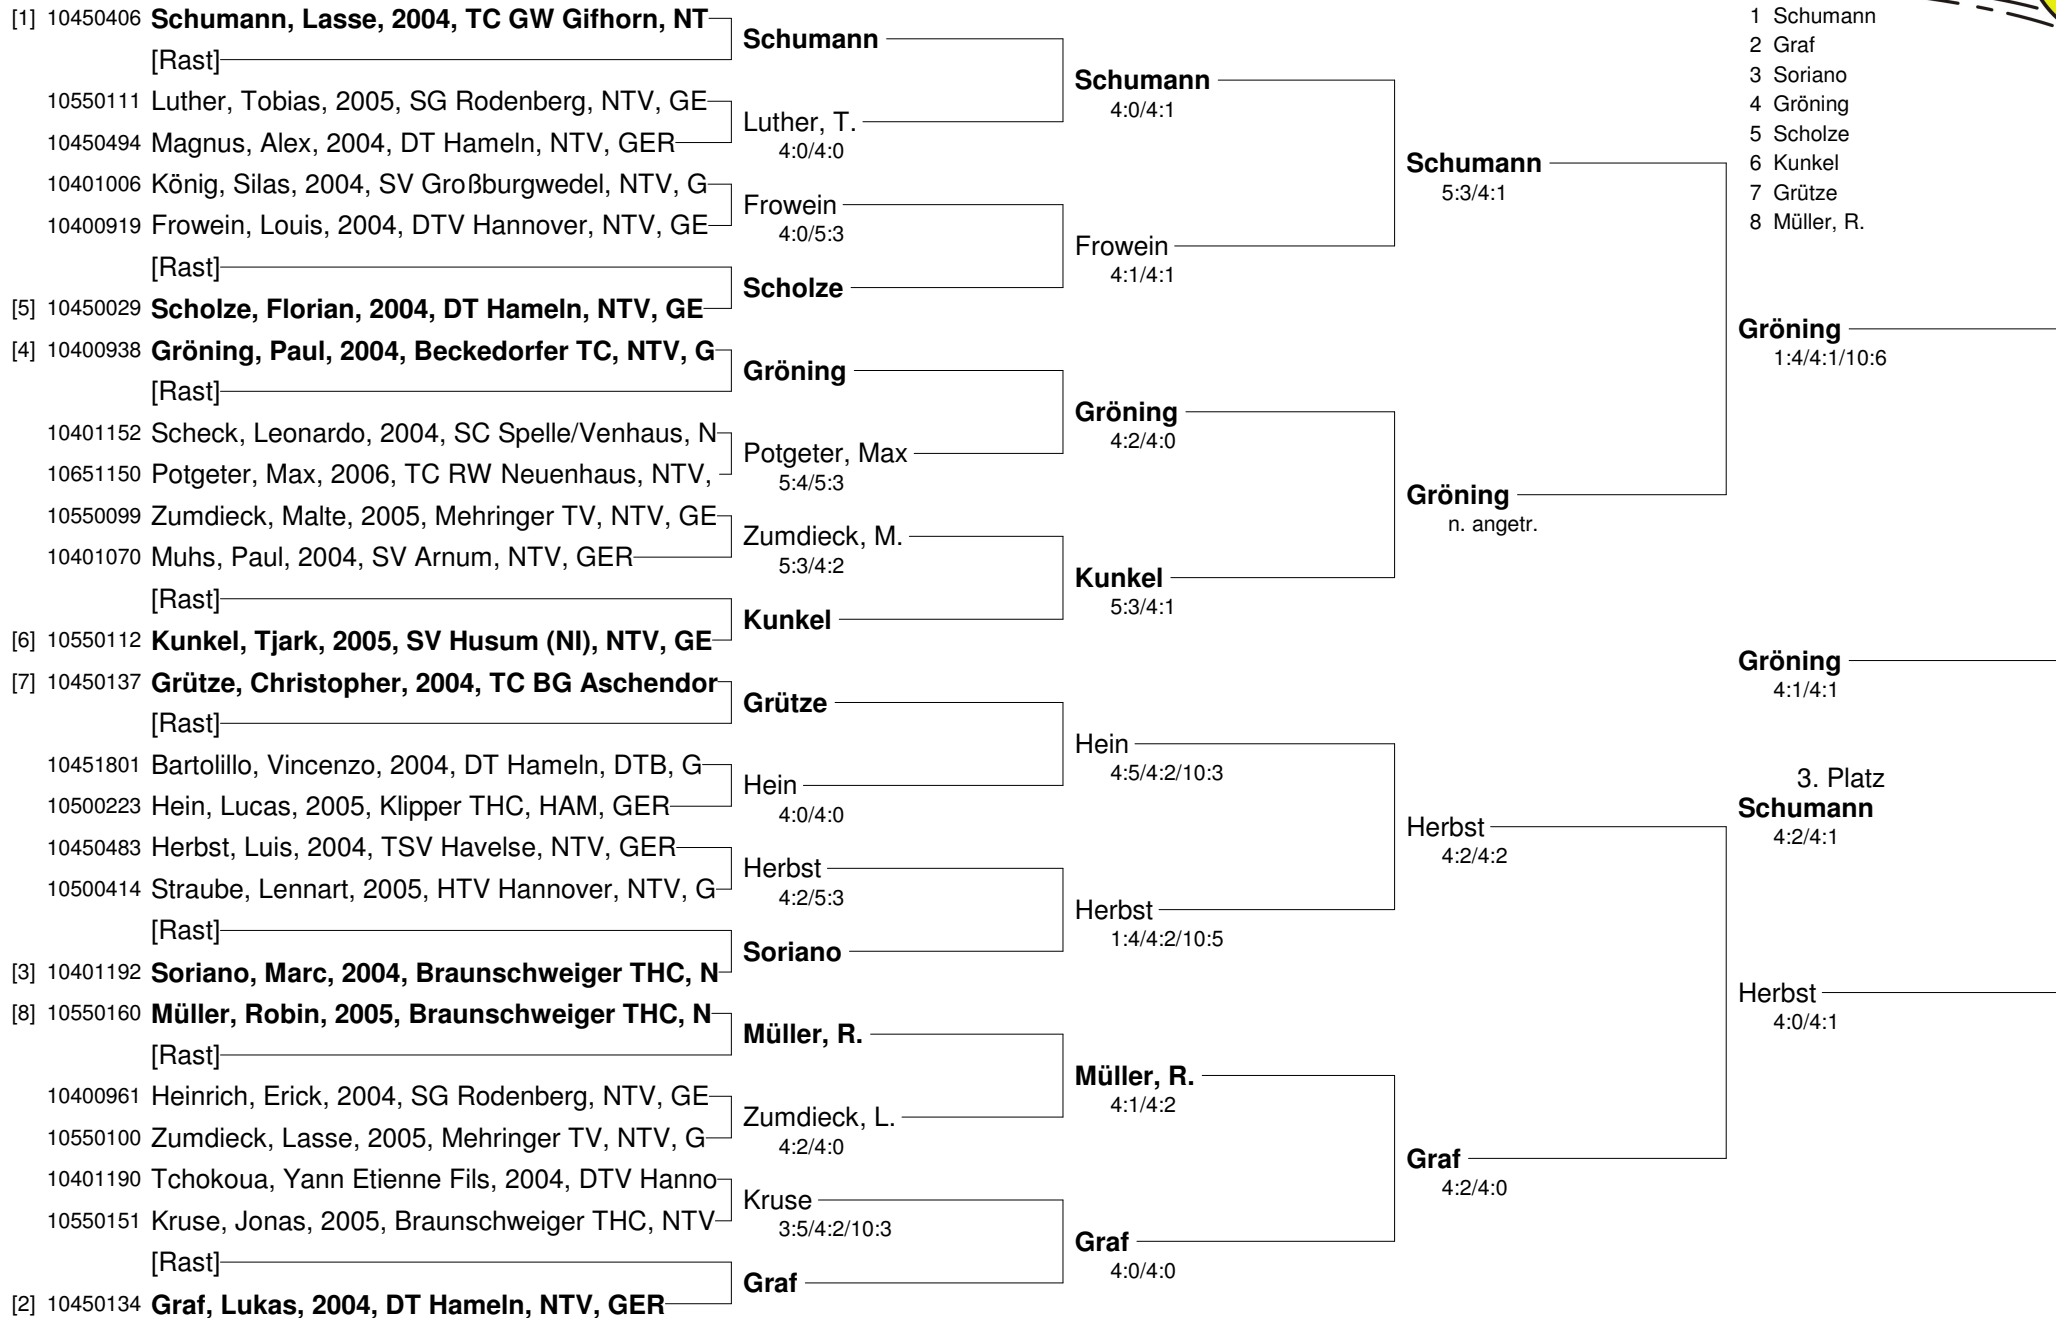 [1] 10450406 Schumann, Lasse, 2004, TC GW Gifhorn, NT
[Rast]
10550111 Luther, Tobias, 2005, SG Rodenberg, NTV, GE
10450494 Magnus, Alex, 2004, DT Hameln, NTV, GER
10401006 König, Silas, 2004, SV Großburgwedel, NTV, G
10400919 Frowein, Louis, 2004, DTV Hannover, NTV, GE
[Rast]
[5] 10450029 Scholze, Florian, 2004, DT Hameln, NTV, GE
[4] 10400938 Gröning, Paul, 2004, Beckedorfer TC, NTV, G
[Rast]
10401152 Scheck, Leonardo, 2004, SC Spelle/Venhaus, N
10651150 Potgeter, Max, 2006, TC RW Neuenhaus, NTV,
10550099 Zumdieck, Malte, 2005, Mehringer TV, NTV, GE
10401070 Muhs, Paul, 2004, SV Arnum, NTV, GER
[Rast]
[6] 10550112 Kunkel, Tjark, 2005, SV Husum (NI), NTV, GE
[7] 10450137 Grütze, Christopher, 2004, TC BG Aschendor
[Rast]
10451801 Bartolillo, Vincenzo, 2004, DT Hameln, DTB, G
10500223 Hein, Lucas, 2005, Klipper THC, HAM, GER
10450483 Herbst, Luis, 2004, TSV Havelse, NTV, GER
10500414 Straube, Lennart, 2005, HTV Hannover, NTV, G
[Rast]
[3] 10401192 Soriano, Marc, 2004, Braunschweiger THC, N
[8] 10550160 Müller, Robin, 2005, Braunschweiger THC, N
[Rast]
10400961 Heinrich, Erick, 2004, SG Rodenberg, NTV, GE
10550100 Zumdieck, Lasse, 2005, Mehringer TV, NTV, G
10401190 Tchokoua, Yann Etienne Fils, 2004, DTV Hanno
10550151 Kruse, Jonas, 2005, Braunschweiger THC, NTV
[Rast]
[2] 10450134 Graf, Lukas, 2004, DT Hameln, NTV, GER
Schumann
Luther, T.
4:0/4:0
Frowein
4:0/5:3
Scholze
Gröning
Potgeter, Max
5:4/5:3
Zumdieck, M.
5:3/4:2
Kunkel
Grütze
Hein
4:0/4:0
Herbst
4:2/5:3
Soriano
Müller, R.
Zumdieck, L.
4:2/4:0
Kruse
3:5/4:2/10:3
Graf
Schumann
4:0/4:1
Frowein
4:1/4:1
Gröning
4:2/4:0
Kunkel
5:3/4:1
Hein
4:5/4:2/10:3
Herbst
1:4/4:2/10:5
Müller, R.
4:1/4:2
Graf
4:0/4:0
Schumann
5:3/4:1
Gröning
n. angetr.
Herbst
4:2/4:2
Graf
4:2/4:0
1 Schumann
2 Graf
3 Soriano
4 Gröning
5 Scholze
6 Kunkel
7 Grütze
8 Müller, R.
Gröning
1:4/4:1/10:6
Gröning
4:1/4:1
3. Platz
Schumann
4:2/4:1
Herbst
4:0/4:1